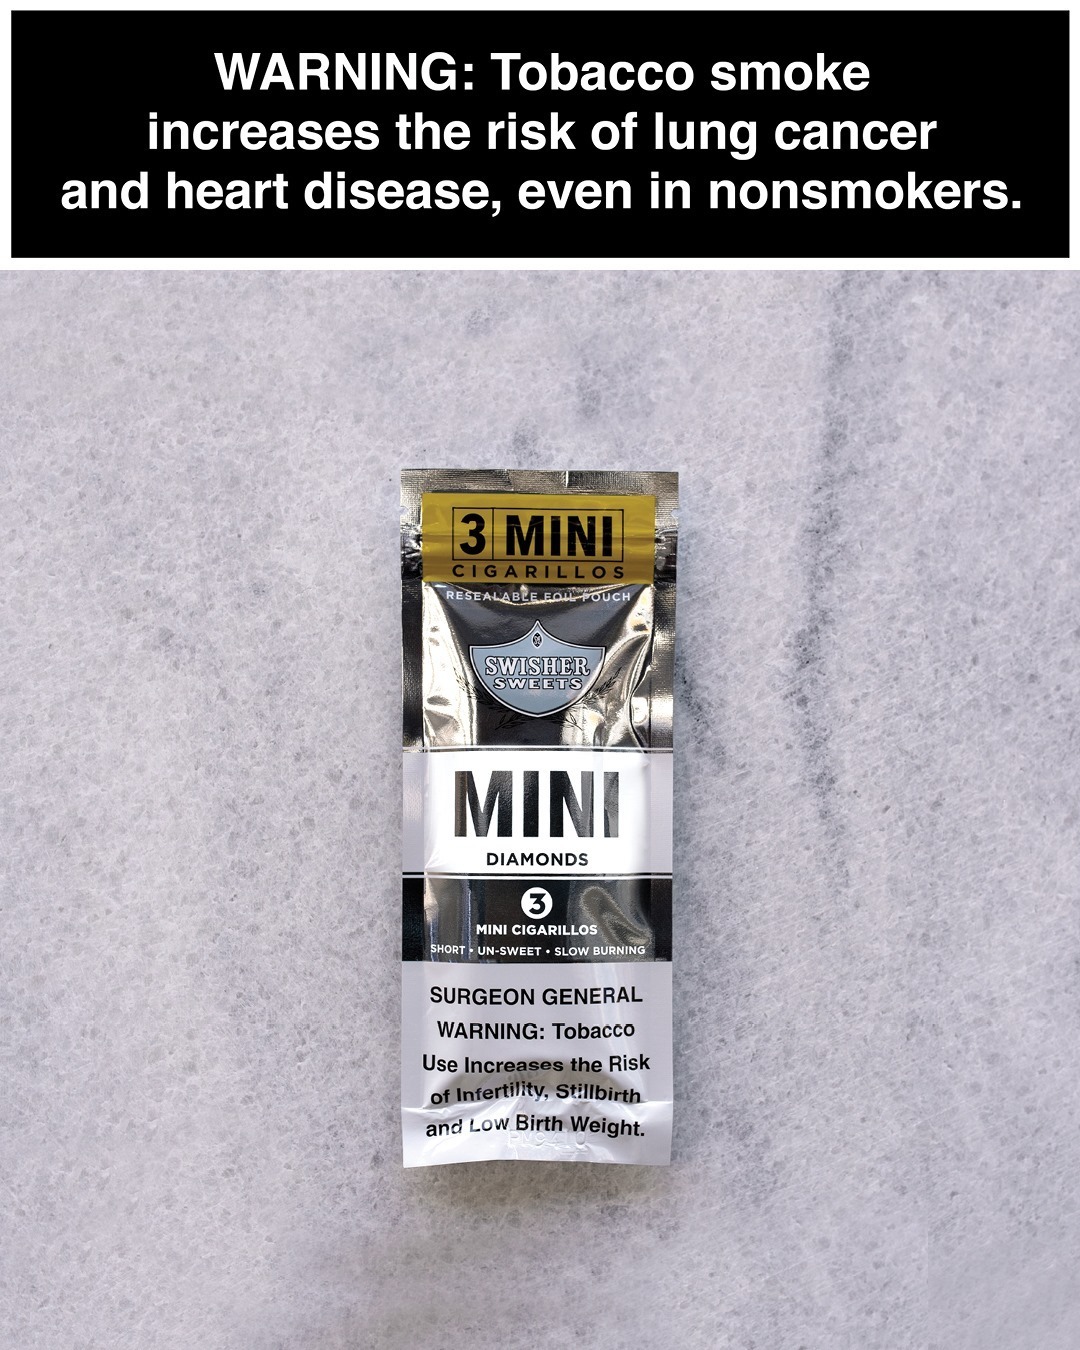 WARNING: Tobacco smoke
increases the risk of lung cancer
and heart disease, even in nonsmokers.
3 MINI
CIGARILLOS
RESEALABLE FOIL POUCH
SWISHER
SWEETS
MINI
DIAMONDS
3
MINI CIGARILLOS
SHORT • UN-SWEET • SLOW BURNING
SURGEON GENERAL
WARNING: Tobacco
Use Increases the Risk
of Infertility, Stillbirth
and Low Birth Weight.